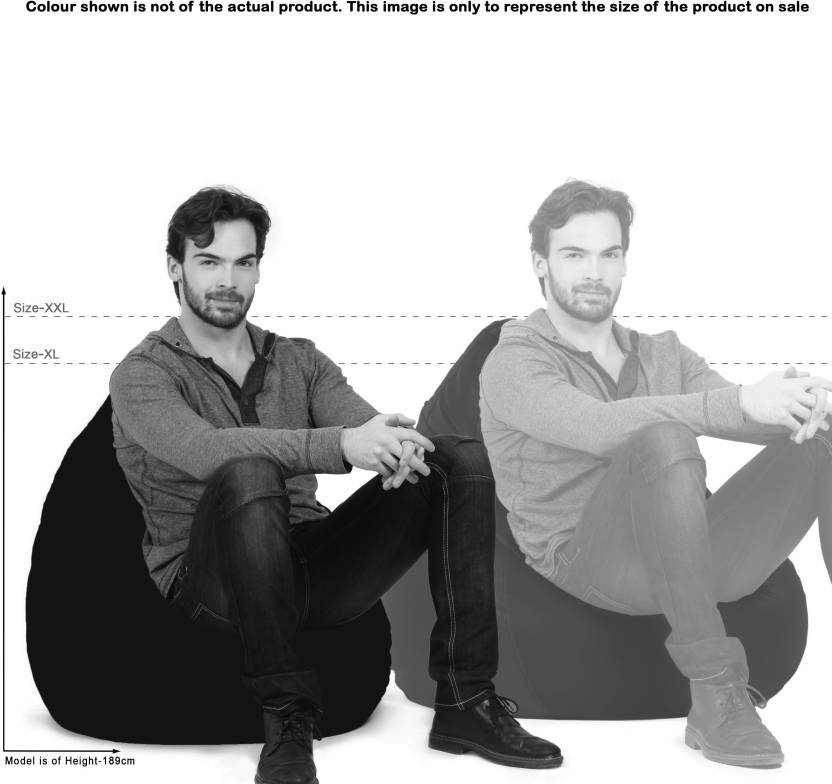 Colour shown is not of the actual product. This image is only to represent the size of the product on sale
Size-XXL
Size-XL
Model is of Height-189cm